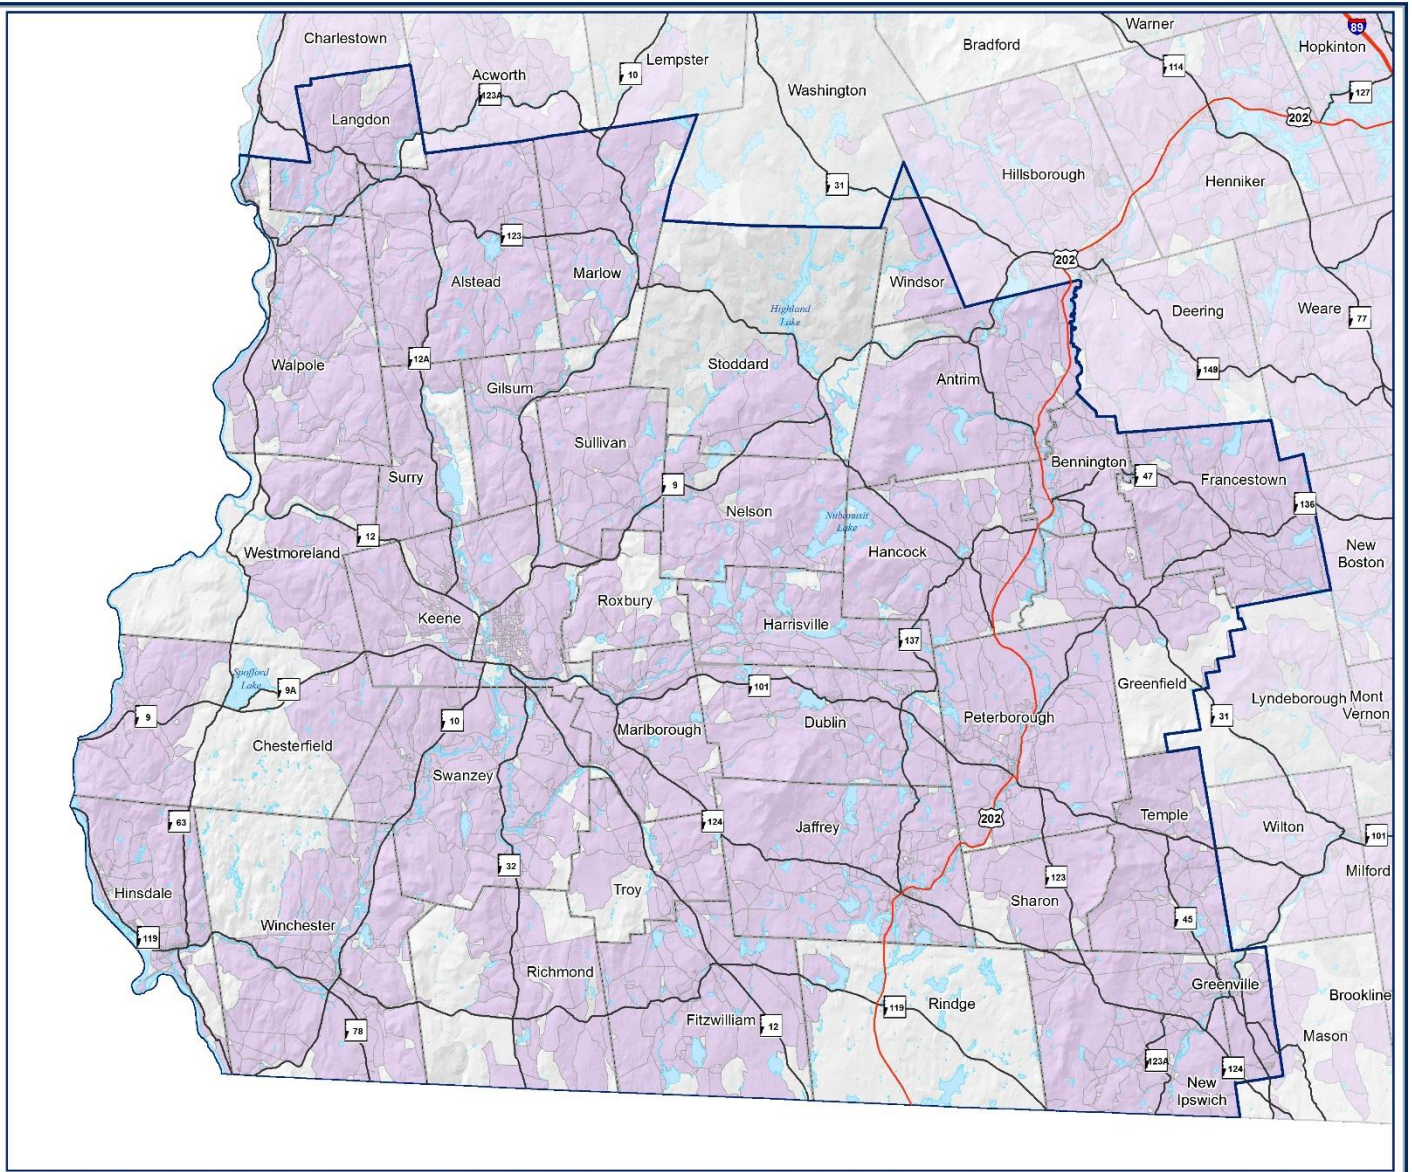 Warner
89
Charlestown
Bradford
Hopkinton
Lempster
114
10
Acworth
123A
Washington
127
202
Langdon
Hillsborough
Henniker
31
123
202
Marlow
Alstead
Windsor
Highland
Lake
Deering
Weare
77
12A
Walpole
Stoddard
149
Antrim
Gilsum
Sullivan
Bennington
47
Surry
9
Francestown
Nelson
Nubanusit
Lake
136
12
Westmoreland
Hancock
New
Boston
Roxbury
Keene
Harrisville
137
Spofford
Lake
9A
101
Greenfield
Lyndeborough
Mont
Vernon
9
10
Marlborough
Dublin
Peterborough
31
Chesterfield
Swanzey
63
124
Jaffrey
202
Temple
Wilton
101
32
Milford
Hinsdale
Troy
123
Sharon
45
Winchester
119
Richmond
Greenville
Brookline
Rindge
119
Fitzwilliam
12
78
Mason
123A
124
New
Ipswich